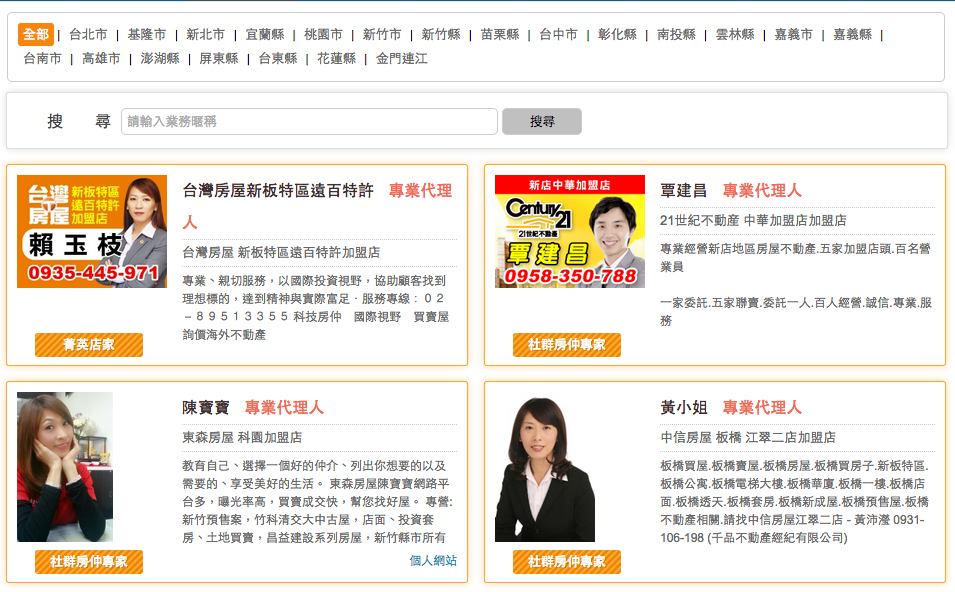 全部 | 台北市 | 基隆市 | 新北市 | 宜蘭縣 | 桃園市 | 新竹市 | 新竹縣 | 苗栗縣 | 台中市 | 彰化縣 | 南投縣 | 雲林縣 | 嘉義市 | 嘉義縣 |
台南市 | 高雄市 | 澎湖縣 | 屏東縣 | 台東縣 | 花蓮縣 | 金門連江
搜 尋 請輸入業務暱稱 搜尋
台灣房屋
新板特區
遠百特許
加盟店
賴玉枝
0935-445-971
菁英店家
台灣房屋新板特區遠百特許 專業代理
人
台灣房屋 新板特區遠百特許加盟店
專業、親切服務，以國際投資視野，協助顧客找到
理想標的，達到精神與實際富足‧服務專線：０２
－８９５１３３５５ 科技房仲　國際視野　買賣屋
詢價海外不動產
新店中華加盟店
Century 21
21世紀不動產
覃建昌
0958-350-788
社群房仲專家
覃建昌 專業代理人
21世紀不動產 中華加盟店加盟店
專業經營新店地區房屋不動產.五家加盟店頭.百名營
業員
一家委託.五家聯賣.委託一人.百人經營.誠信.專業.服
務
社群房仲專家
陳寶寶 專業代理人
東森房屋 科園加盟店
教育自己、選擇一個好的仲介、列出你想要的以及
需要的、享受美好的生活。 東森房屋陳寶寶網路平
台多，曝光率高，買賣成交快，幫您找好屋。 專營:
新竹預售案，竹科清交大中古屋，店面、投資套
房、土地買賣，昌益建設系列房屋，新竹縣市所有
個人網站
社群房仲專家
黃小姐 專業代理人
中信房屋 板橋 江翠二店加盟店
板橋買屋.板橋賣屋.板橋房屋.板橋買房子.新板特區.
板橋公寓.板橋電梯大樓.板橋華廈.板橋一樓.板橋店
面.板橋透天.板橋套房.板橋新成屋.板橋預售屋.板橋
不動產相關.請找中信房屋江翠二店 - 黃沛瀅 0931-
106-198 (千品不動產經紀有限公司)